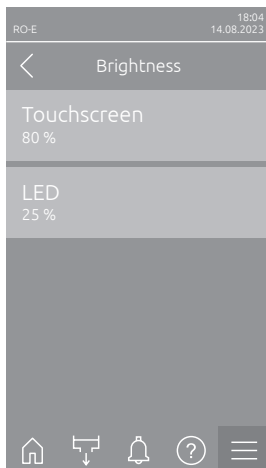 18:04
RO-E 14.08.2023
Brightness
Touchscreen
80 %
LED
25 %
?